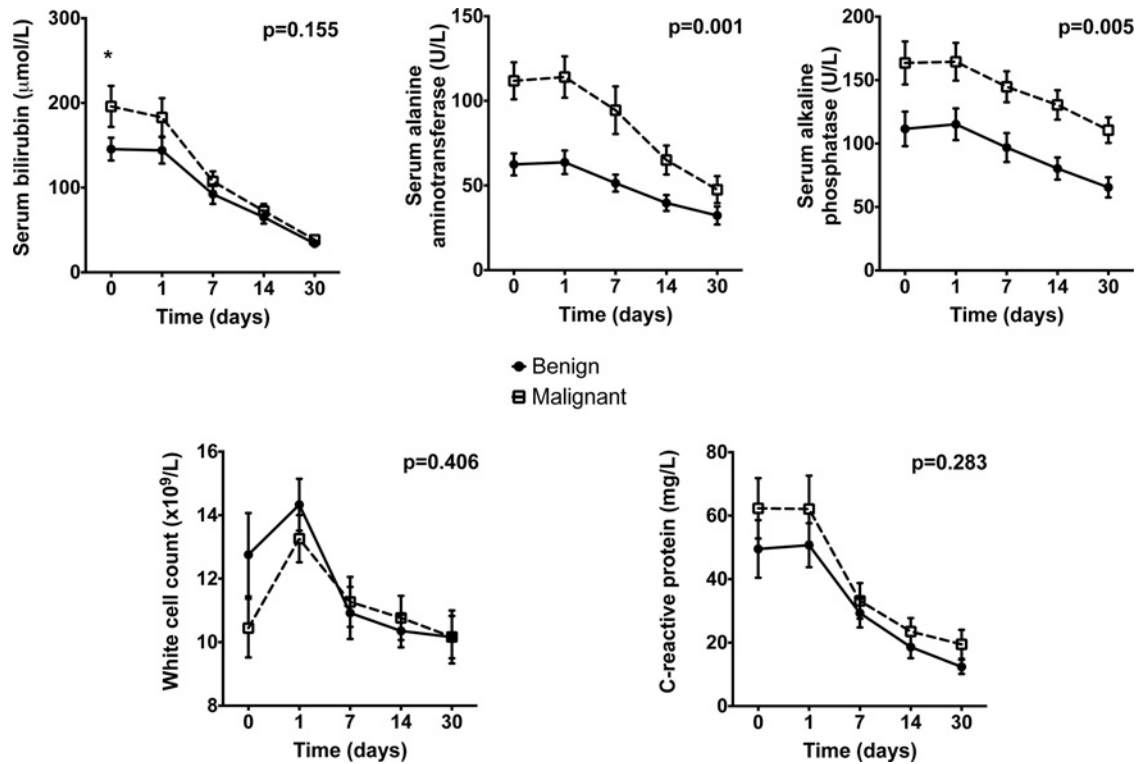 300
200
100
0
Serum bilirubin (μmol/L)
*
p=0.155
0 1 7 14 30
Time (days)
150
100
50
0
Serum alanine
aminotransferase (U/L)
p=0.001
0 1 7 14 30
Time (days)
200
150
100
50
0
Serum alkaline
phosphatase (U/L)
p=0.005
0 1 7 14 30
Time (days)
Benign
Malignant
16
14
12
10
8
White cell count (x10⁹/L)
p=0.406
0 1 7 14 30
Time (days)
80
60
40
20
0
C-reactive protein (mg/L)
p=0.283
0 1 7 14 30
Time (days)